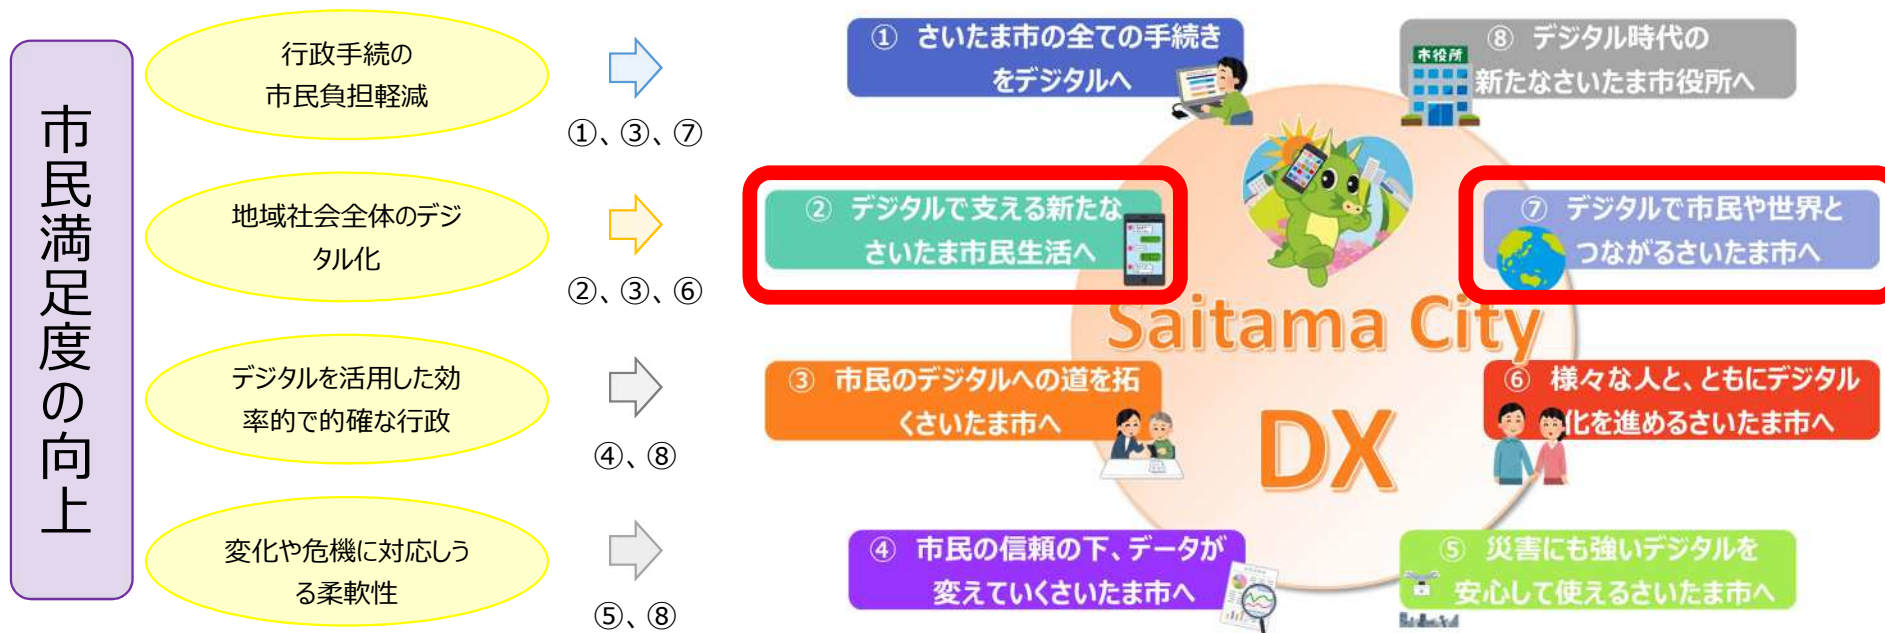 市民満足度の向上
行政手続の
市民負担軽減
①、③、⑦
地域社会全体のデジ
タル化
②、③、⑥
デジタルを活用した効
率的で的確な行政
④、⑧
変化や危機に対応しう
る柔軟性
⑤、⑧
① さいたま市の全ての手続き
をデジタルへ
⑧ デジタル時代の
新たなさいたま市役所へ
市役所
② デジタルで支える新たな
さいたま市民生活へ
⑦ デジタルで市民や世界と
つながるさいたま市へ
Saitama City
DX
③ 市民のデジタルへの道を拓
くさいたま市へ
⑥ 様々な人と、ともにデジタル
化を進めるさいたま市へ
④ 市民の信頼の下、データが
変えていくさいたま市へ
⑤ 災害にも強いデジタルを
安心して使えるさいたま市へ